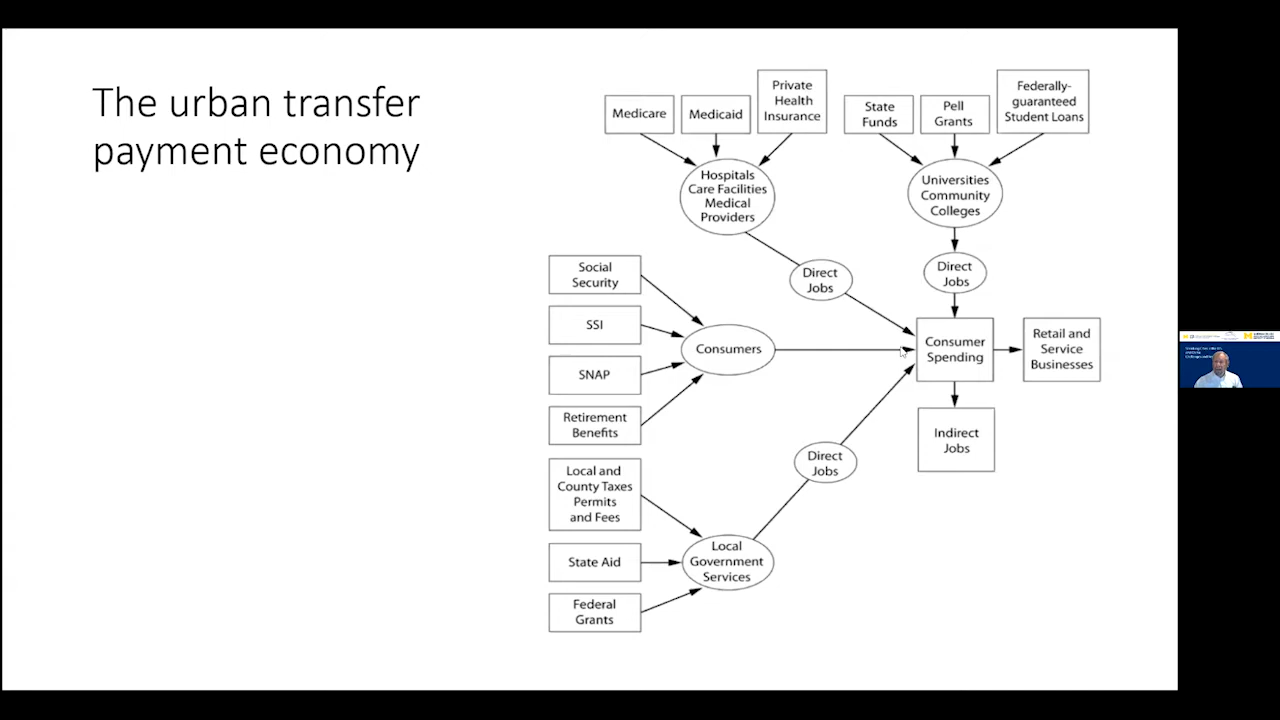 The urban transfer
payment economy
Medicare
Medicaid
Private
Health
Insurance
State
Funds
Pell
Grants
Federally-
guaranteed
Student Loans
Hospitals
Care Facilities
Medical
Providers
Universities
Community
Colleges
Direct
Jobs
Direct
Jobs
Social
Security
SSI
SNAP
Retirement
Benefits
Consumers
Consumer
Spending
Retail and
Service
Businesses
Indirect
Jobs
Direct
Jobs
Local and
County Taxes
Permits
and Fees
State Aid
Federal
Grants
Local
Government
Services